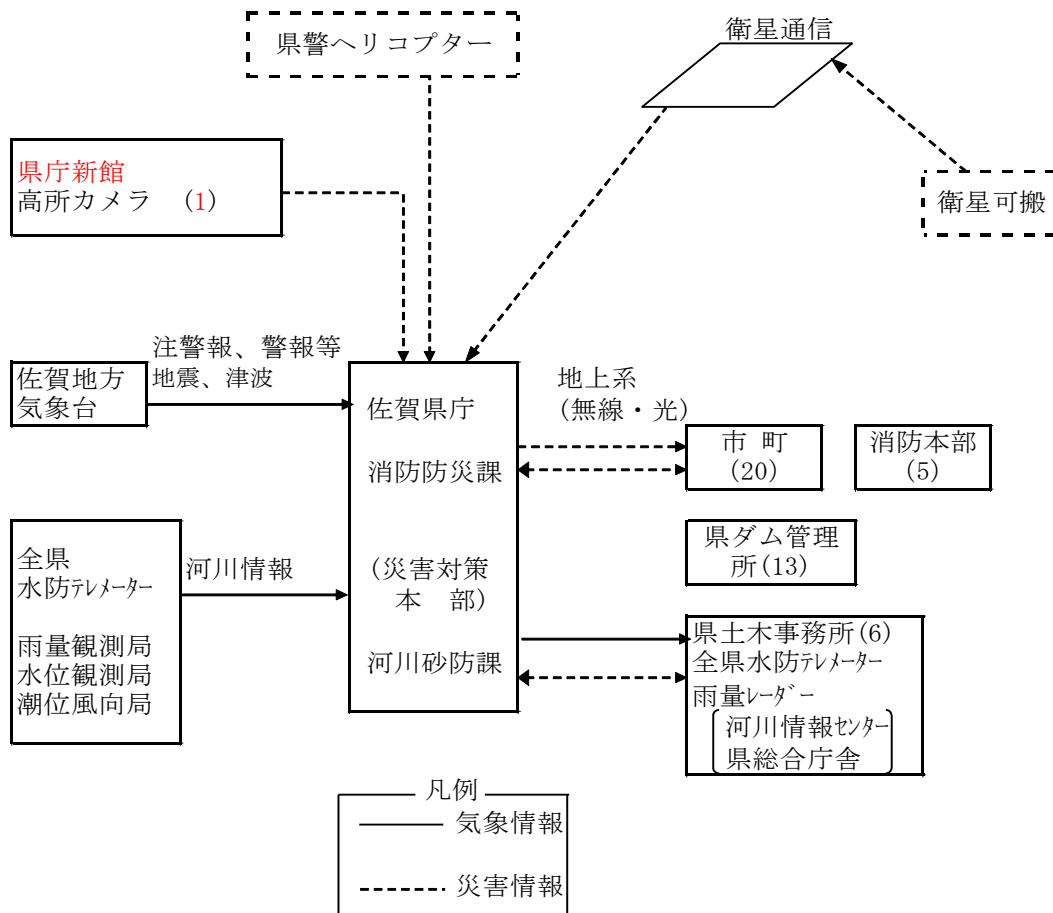 県警ヘリコプター
衛星通信
県庁新館
高所カメラ (1)
衛星可搬
注警報、警報等
地震、津波
佐賀地方
気象台
佐賀県庁
消防防災課
(災害対策
本 部)
河川砂防課
地上系
(無線・光)
市 町
(20)
消防本部
(5)
県ダム管理
所(13)
全県
水防テレメーター
雨量観測局
水位観測局
潮位風向局
河川情報
県土木事務所(6)
全県水防テレメーター
雨量レーダー
河川情報センター
県総合庁舎
凡例
気象情報
災害情報